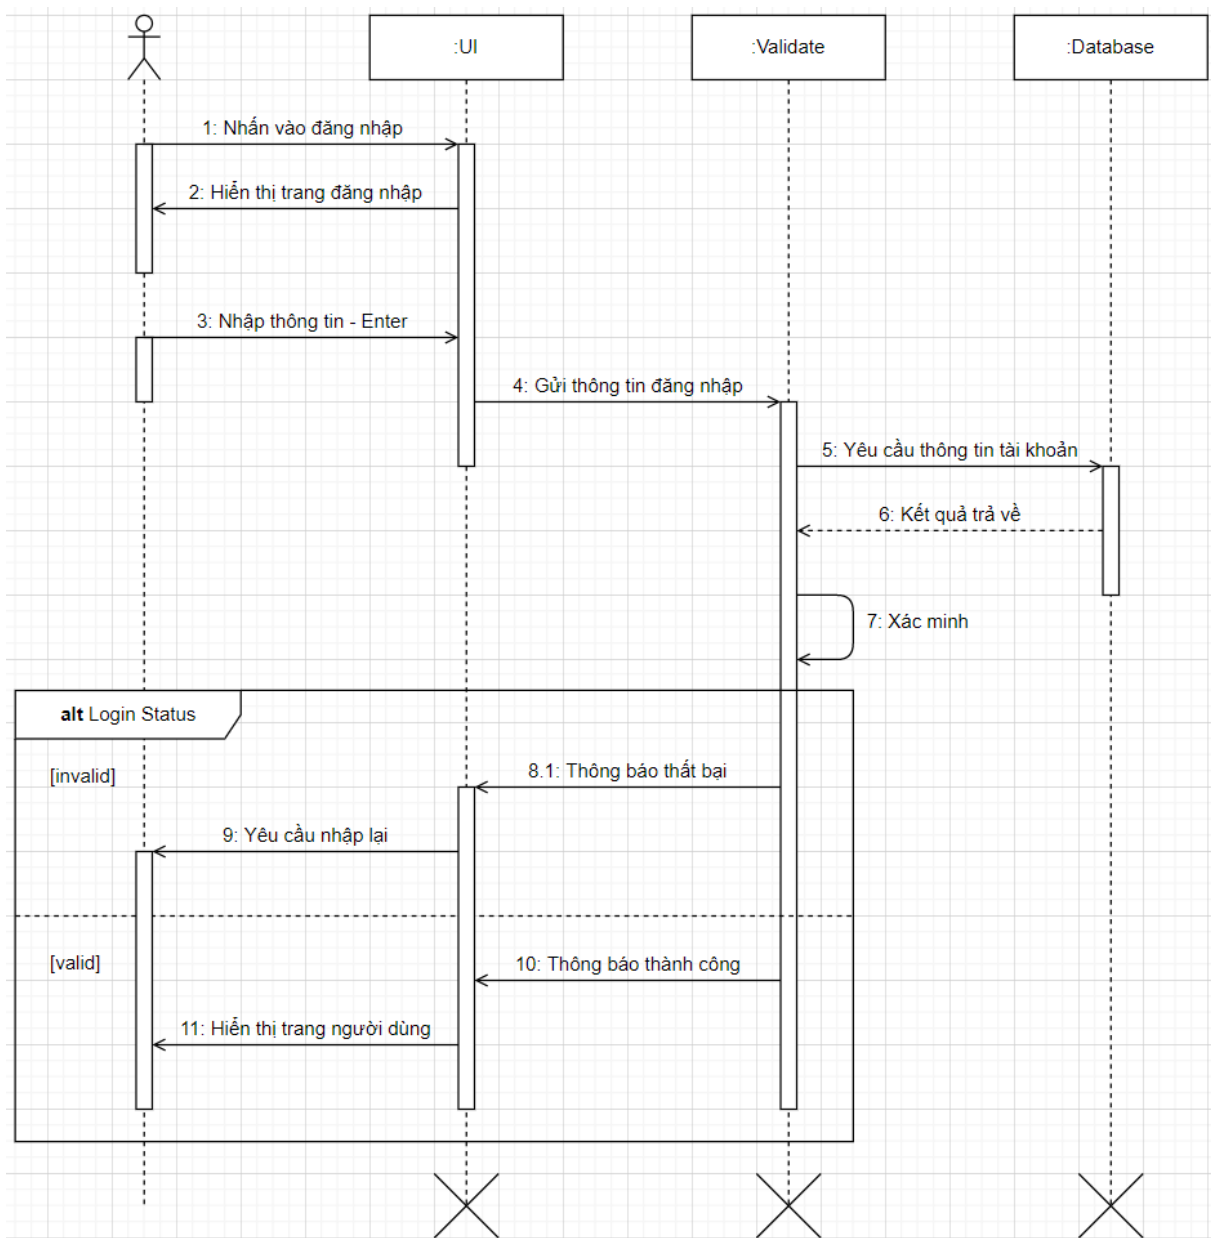 :UI
:Validate
:Database
1: Nhấn vào đăng nhập
2: Hiển thị trang đăng nhập
3: Nhập thông tin - Enter
4: Gửi thông tin đăng nhập
5: Yêu cầu thông tin tài khoản
6: Kết quả trả về
7: Xác minh
alt Login Status
[invalid]
8.1: Thông báo thất bại
9: Yêu cầu nhập lại
[valid]
10: Thông báo thành công
11: Hiển thị trang người dùng